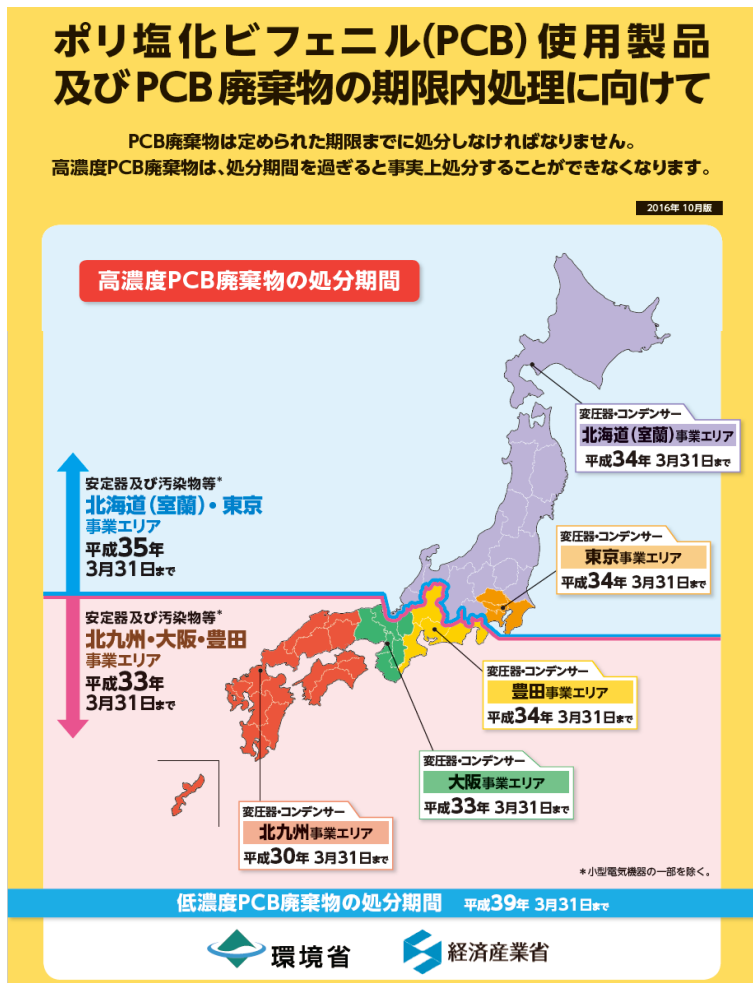 ポリ塩化ビフェニル(PCB)使用製品
及びPCB廃棄物の期限内処理に向けて
PCB廃棄物は定められた期限までに処分しなければなりません。
高濃度PCB廃棄物は、処分期間を過ぎると事実上処分することができなくなります。
2016年 10月版
高濃度PCB廃棄物の処分期間
変圧器・コンデンサー
北海道(室蘭)事業エリア
平成34年 3月31日まで
安定器及び汚染物等*
北海道(室蘭)・東京
事業エリア
平成35年
3月31日まで
変圧器・コンデンサー
東京事業エリア
平成34年 3月31日まで
安定器及び汚染物等*
北九州・大阪・豊田
事業エリア
平成33年
3月31日まで
変圧器・コンデンサー
豊田事業エリア
平成34年 3月31日まで
変圧器・コンデンサー
大阪事業エリア
平成33年 3月31日まで
変圧器・コンデンサー
北九州事業エリア
平成30年 3月31日まで
*小型電気機器の一部を除く。
低濃度PCB廃棄物の処分期間 平成39年 3月31日まで
環境省
経済産業省